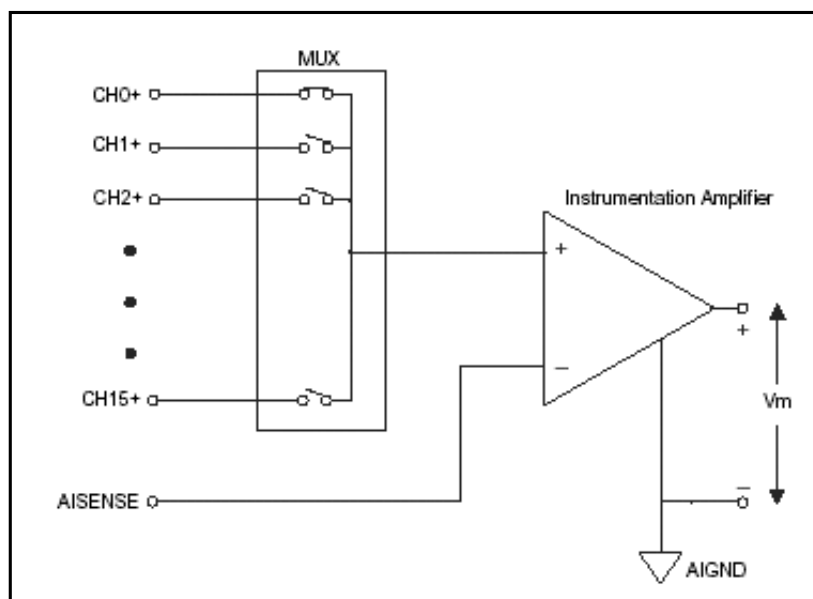 MUX
CH0+
CH1+
CH2+
Instrumentation Amplifier
+
−
+
Vm
CH15+
−
AISENSE
AIGND